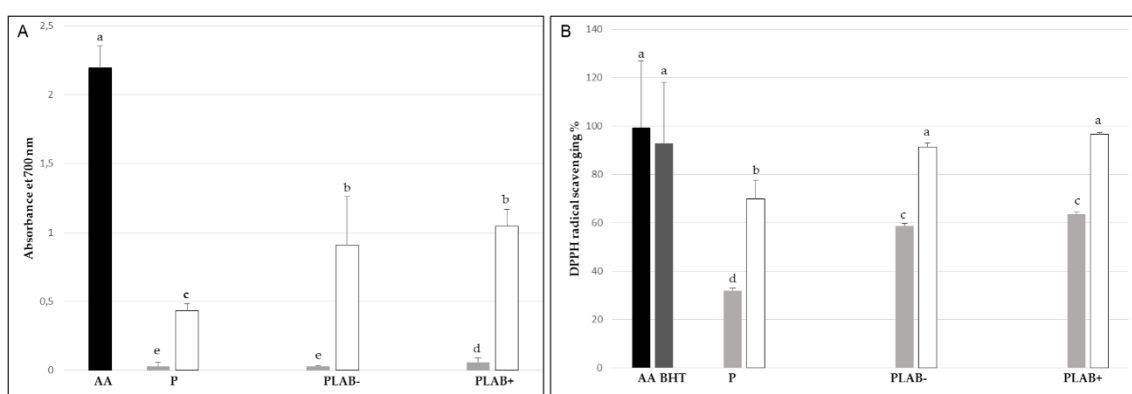 A
Absorbance et 700 nm
2,5
2
1,5
1
0,5
0
a
e
c
e
b
d
b
AA P PLAB- PLAB+
B
DPPH radical scavenging %
140
120
100
80
60
40
20
0
a a
d
b
c
a
c
a
AA BHT P PLAB- PLAB+